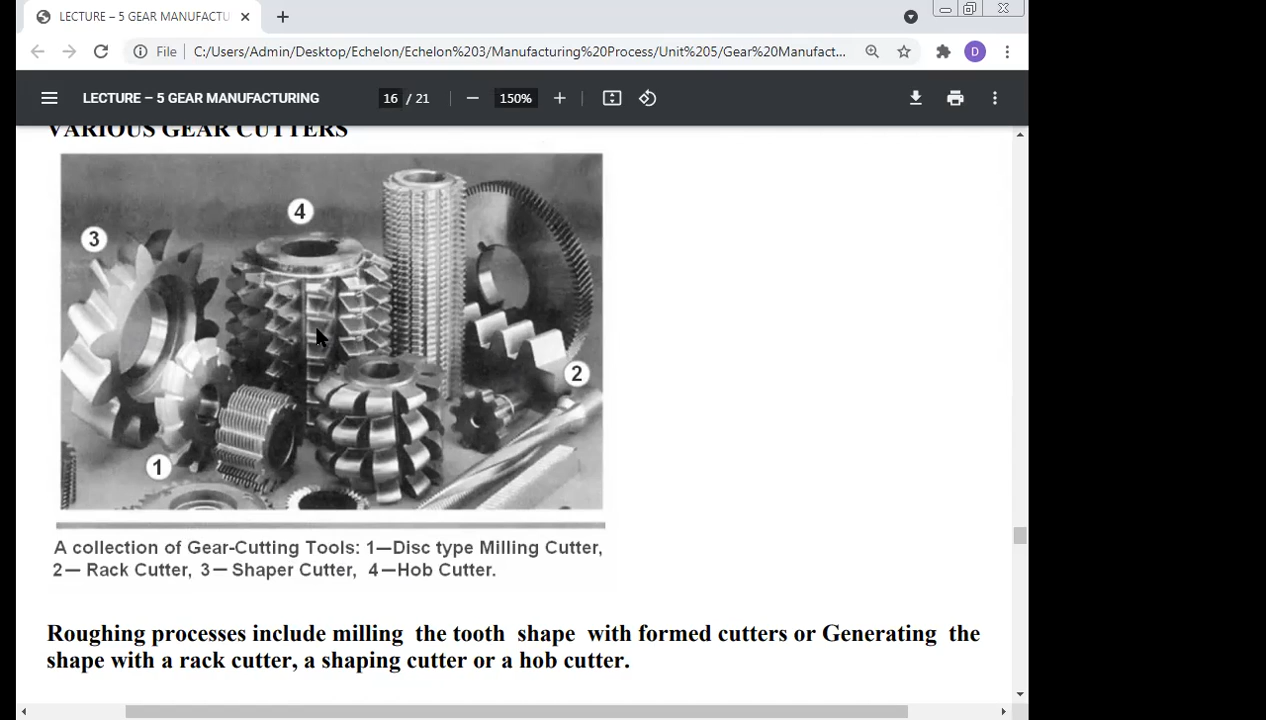 LECTURE – 5 GEAR MANUFACTU
File C:/Users/Admin/Desktop/Echelon/Echelon%203/Manufacturing%20Process/Unit%205/Gear%20Manufact...
D
LECTURE – 5 GEAR MANUFACTURING 16 / 21 150%
VARIOUS GEAR CUTTERS
4
3
2
1
A collection of Gear-Cutting Tools: 1—Disc type Milling Cutter,
2— Rack Cutter, 3— Shaper Cutter, 4—Hob Cutter.
Roughing processes include milling the tooth shape with formed cutters or Generating the
shape with a rack cutter, a shaping cutter or a hob cutter.